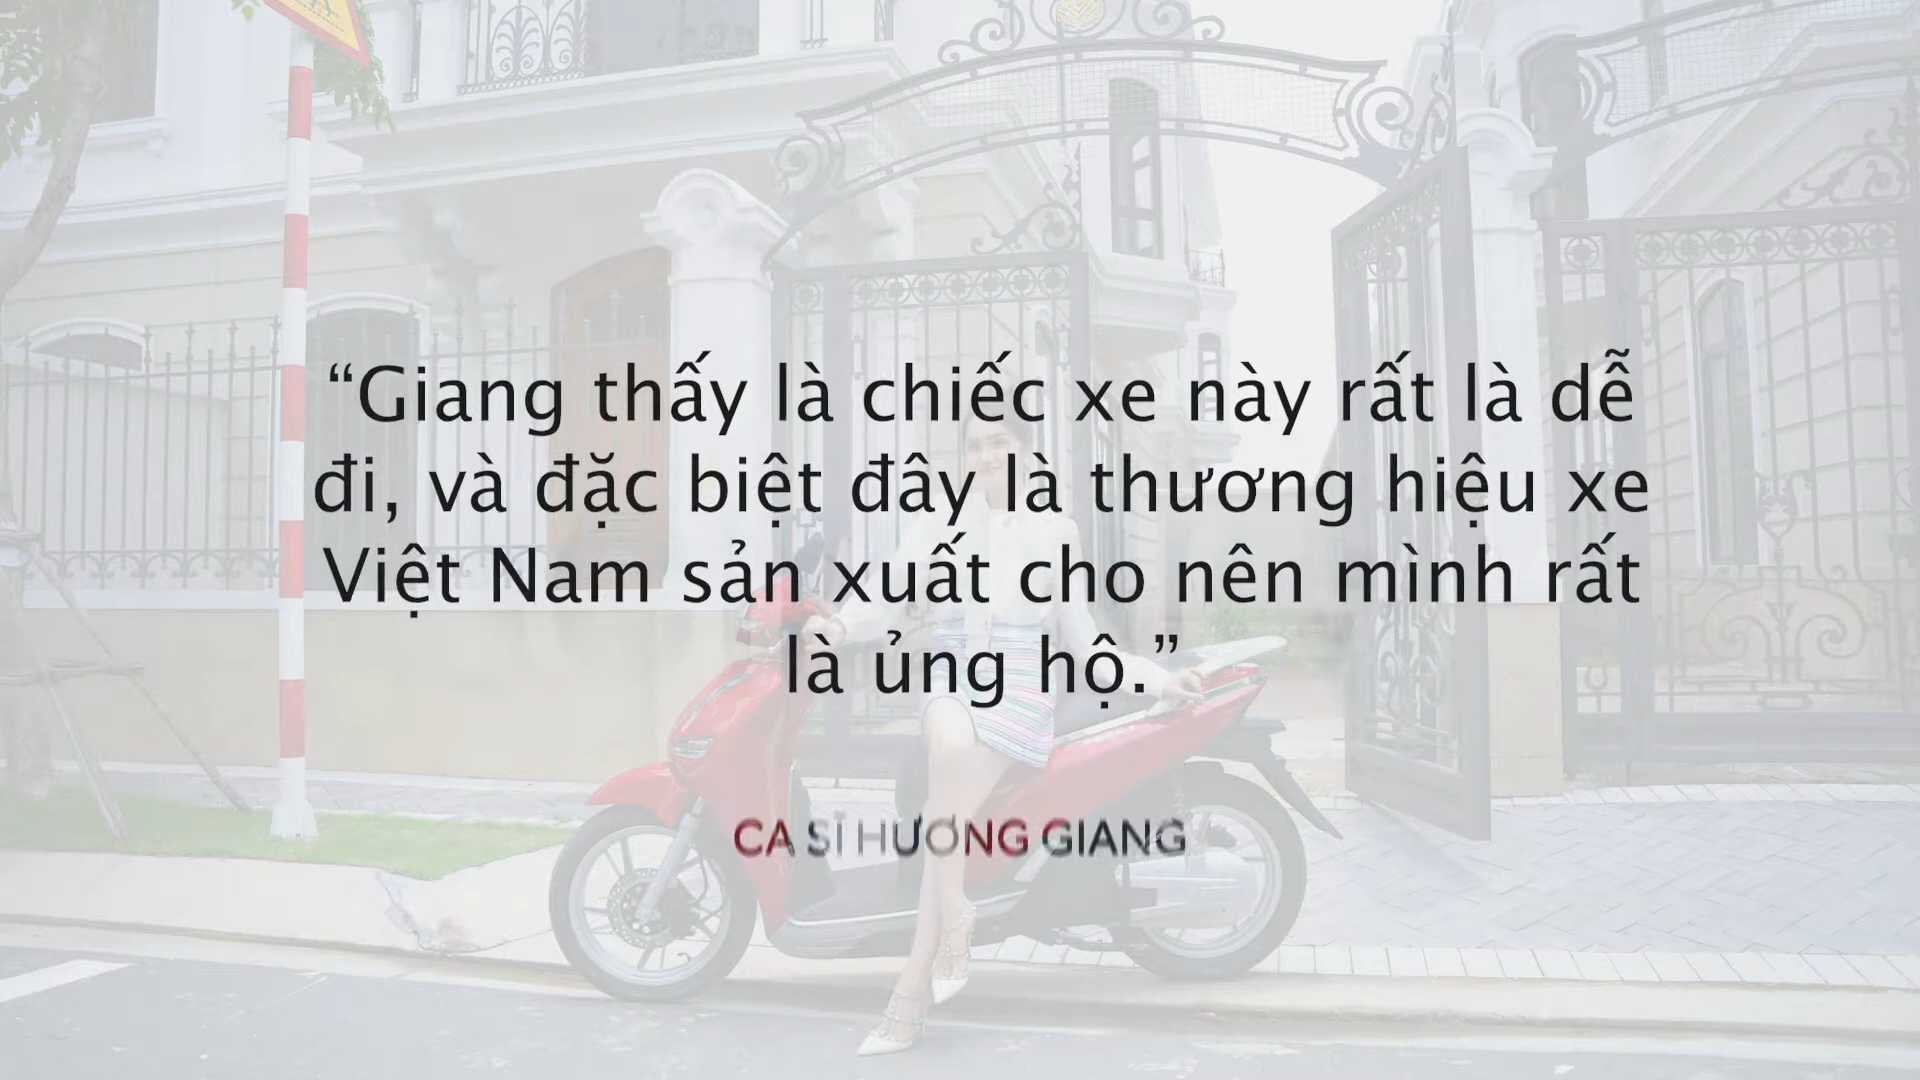 “Giang thấy là chiếc xe này rất là dễ
đi, và đặc biệt đây là thương hiệu xe
Việt Nam sản xuất cho nên mình rất
là ủng hộ.”
CA SĨ HƯƠNG GIANG